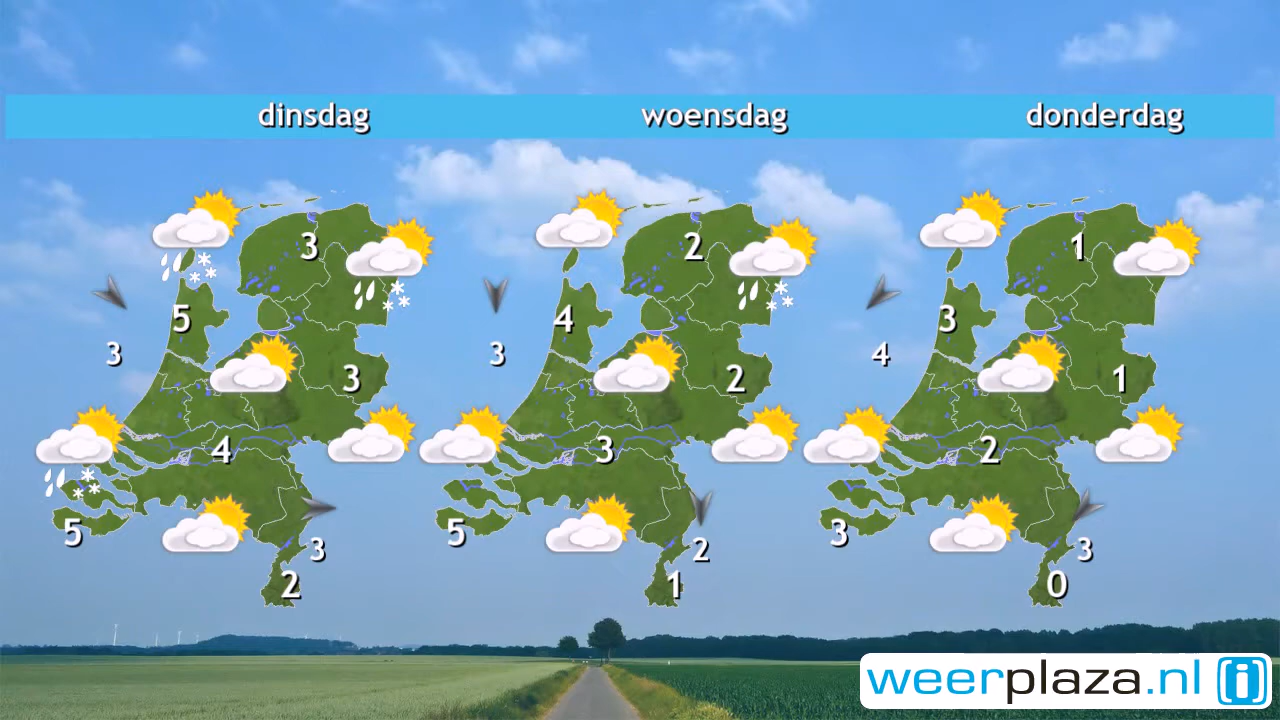 dinsdag woensdag donderdag
3 2 1
5 4 3
3 3 4
3 2 1
4 3 2
5 5 3
3 2 3
2 1 0
weerplaza.nl i